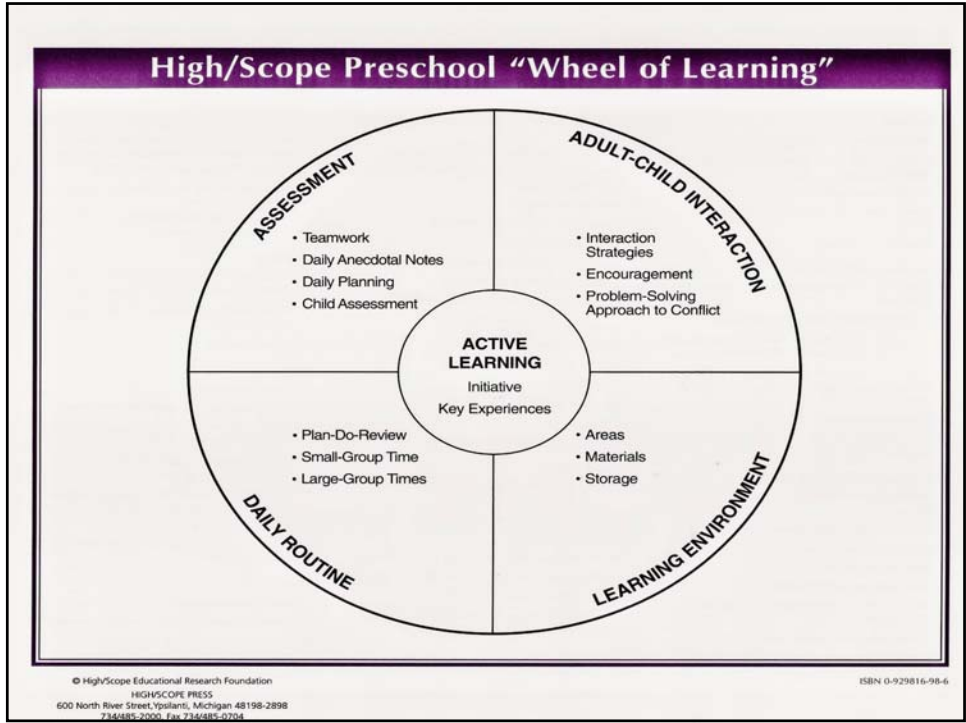 High/Scope Preschool “Wheel of Learning”
ASSESSMENT
• Teamwork
• Daily Anecdotal Notes
• Daily Planning
• Child Assessment
ADULT-CHILD INTERACTION
• Interaction
Strategies
• Encouragement
• Problem-Solving
Approach to Conflict
ACTIVE
LEARNING
Initiative
Key Experiences
• Plan-Do-Review
• Small-Group Time
• Large-Group Times
DAILY ROUTINE
• Areas
• Materials
• Storage
LEARNING ENVIRONMENT
© High/Scope Educational Research Foundation
HIGH/SCOPE PRESS
600 North River Street, Ypsilanti, Michigan 48198-2898
734/485-2000, Fax 734/485-0704
ISBN 0-929816-98-6